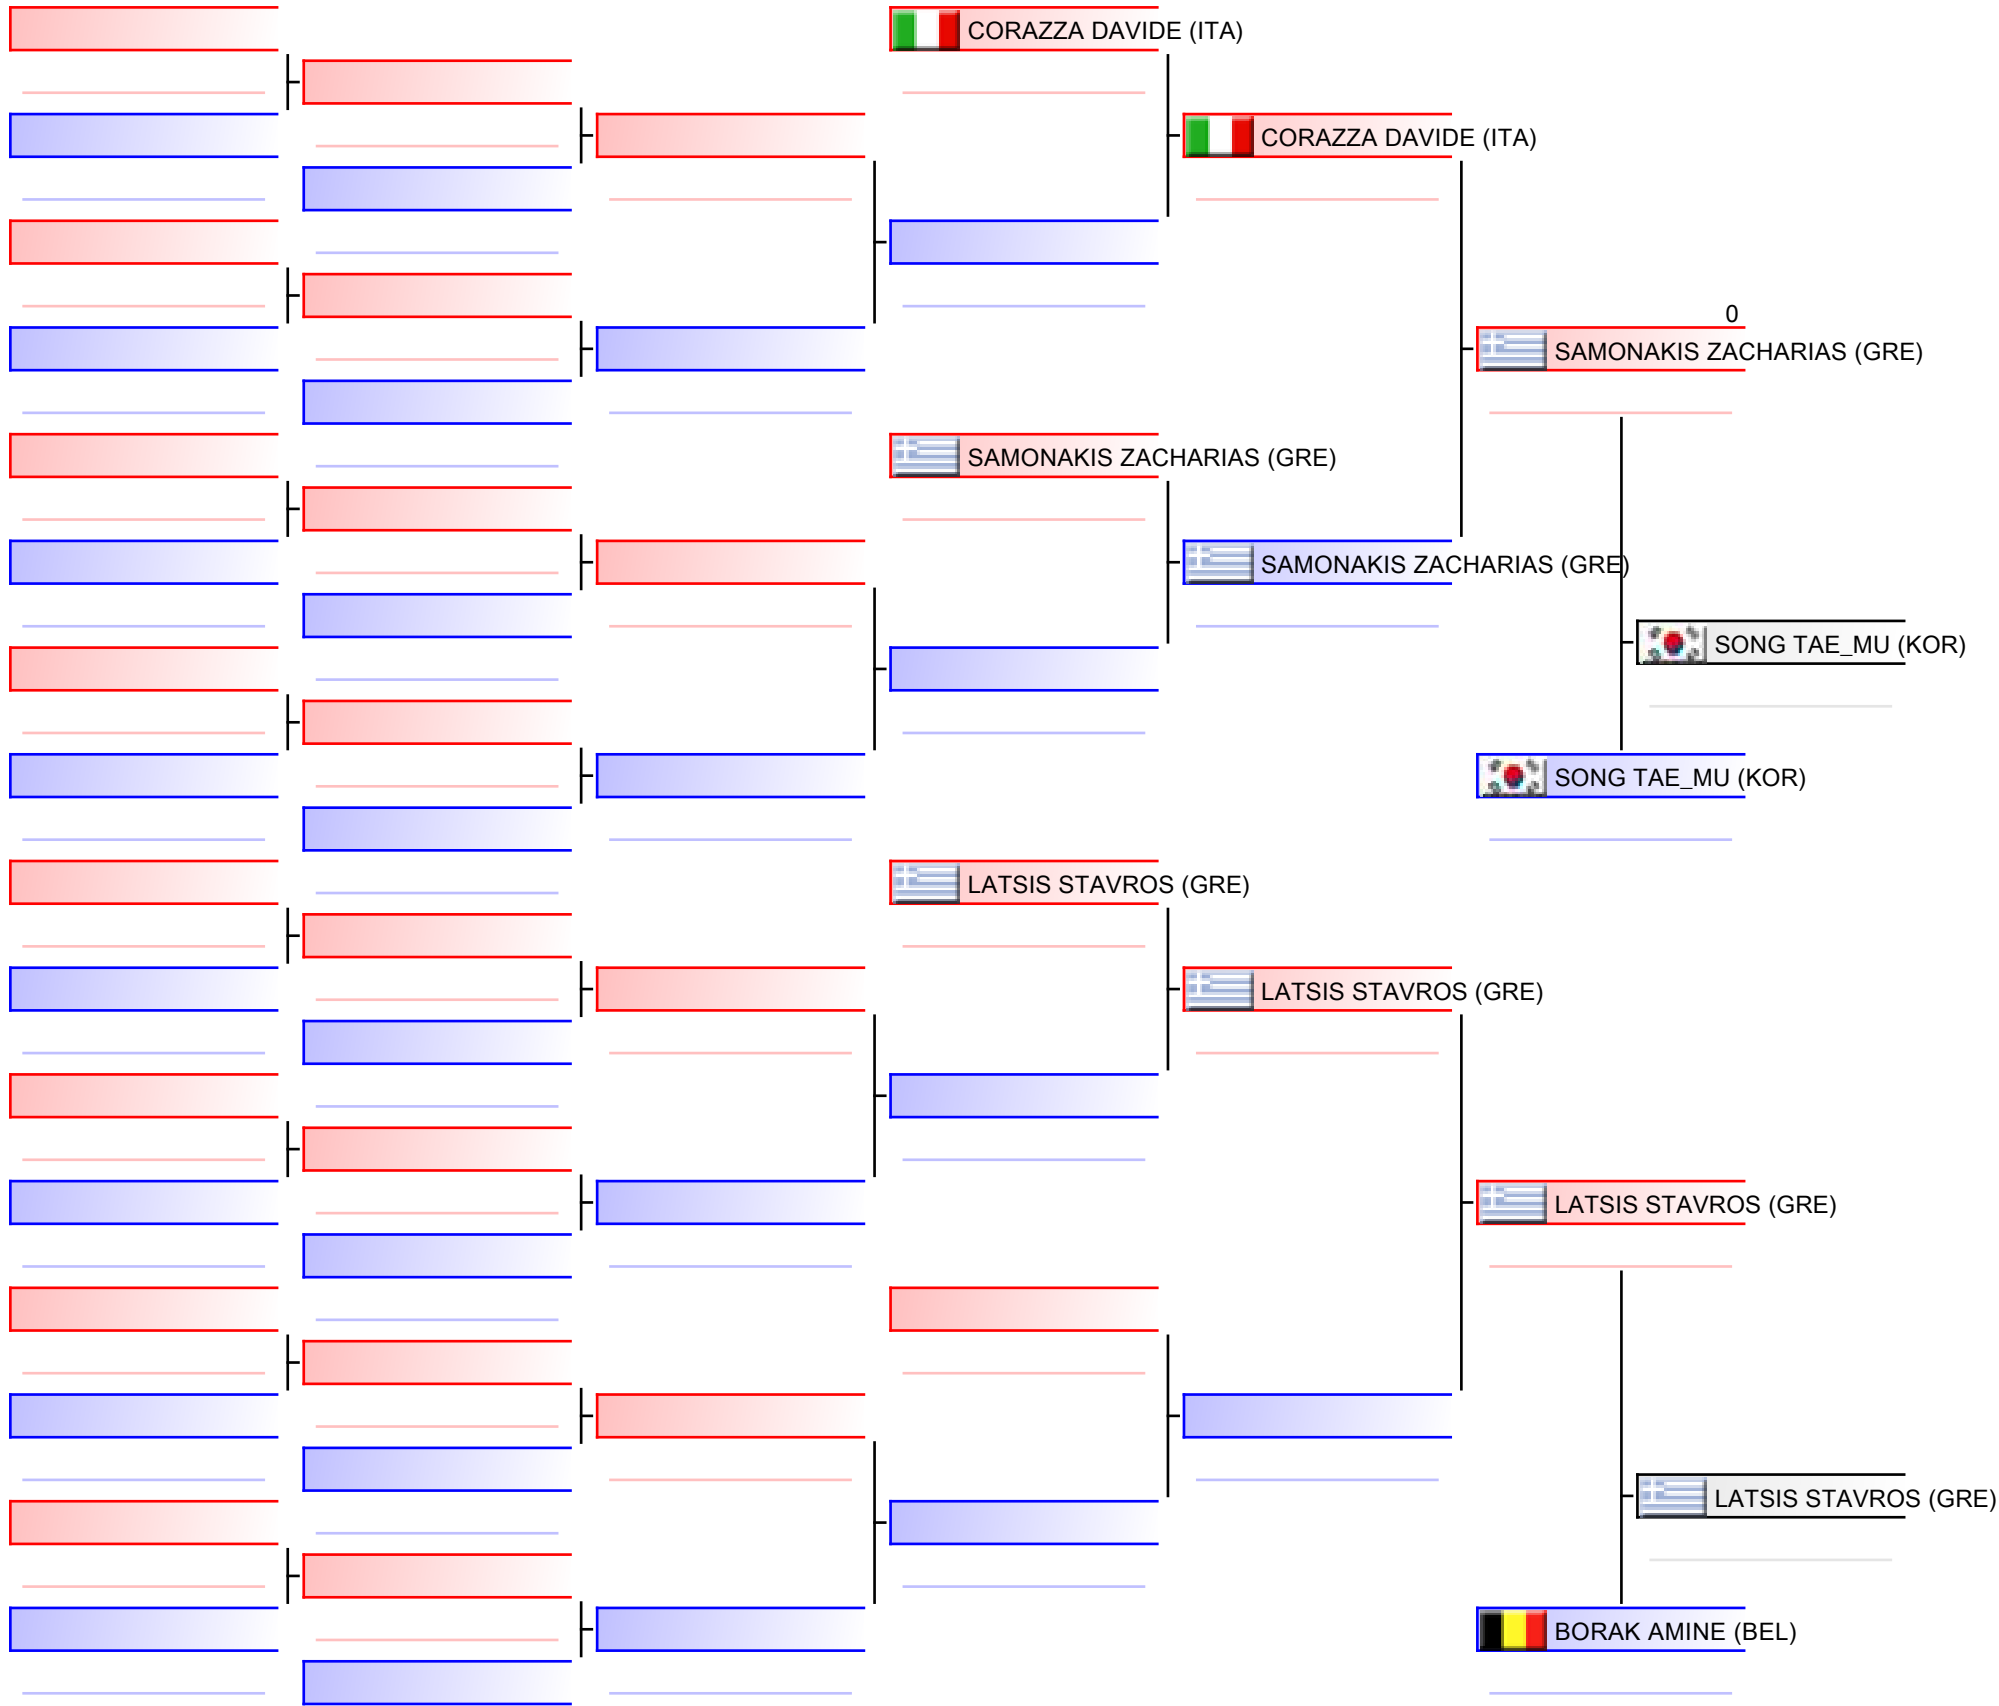 CORAZZA DAVIDE (ITA)
CORAZZA DAVIDE (ITA)
0
SAMONAKIS ZACHARIAS (GRE)
SAMONAKIS ZACHARIAS (GRE)
SAMONAKIS ZACHARIAS (GRE)
SONG TAE_MU (KOR)
SONG TAE_MU (KOR)
LATSIS STAVROS (GRE)
LATSIS STAVROS (GRE)
LATSIS STAVROS (GRE)
LATSIS STAVROS (GRE)
BORAK AMINE (BEL)